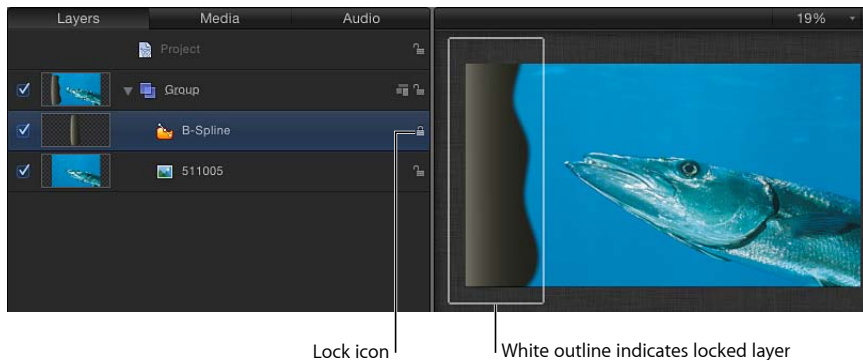 Layers Media Audio 19%
Project
Group
B-Spline
511005
Lock icon White outline indicates locked layer